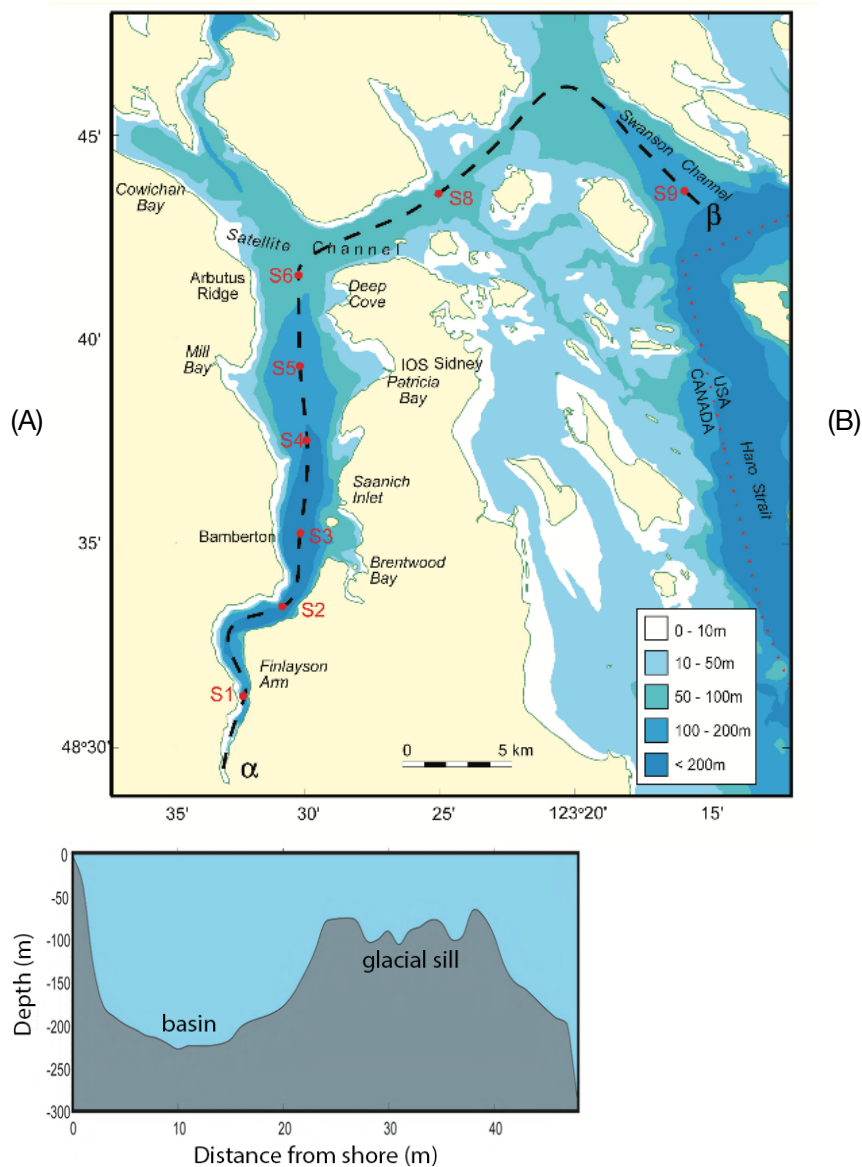 45'
Swanson Channel
Cowichan
Bay
S8
S9
β
Satellite Channel
S6
Arbutus
Ridge
Deep
Cove
40'
Mill
Bay
S5
IOS Sidney
Patricia
Bay
(A)
(B)
USA
CANADA
S4
Haro Strait
Saanich
Inlet
Bamberton
S3
35'
Brentwood
Bay
S2
0 - 10m
10 - 50m
50 - 100m
100 - 200m
< 200m
Finlayson
Arm
S1
48°30'
α
0 5 km
35' 30' 25' 123°20' 15'
0
-50
-100
-150
-200
-250
-300
Depth (m)
glacial sill
basin
0 10 20 30 40
Distance from shore (m)